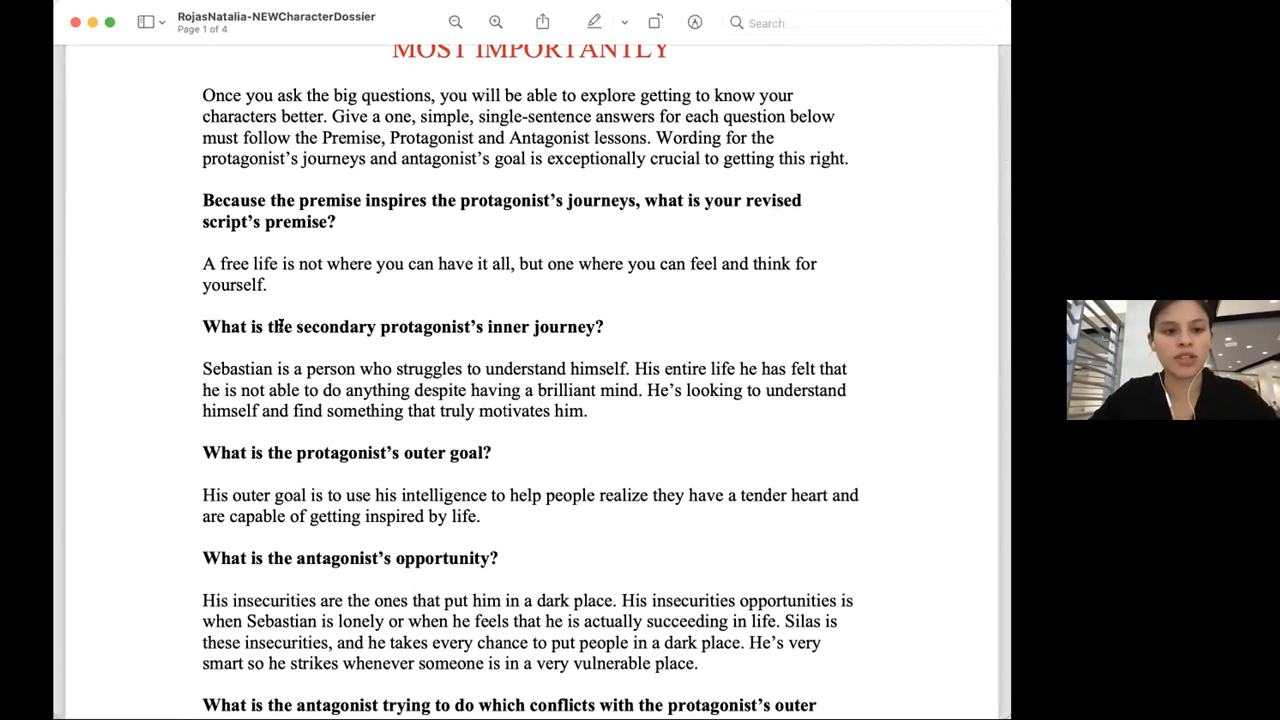 RojasNatalia-NEWCharacterDossier
Page 1 of 4
Search
MOST IMPORTANTLY
Once you ask the big questions, you will be able to explore getting to know your
characters better. Give a one, simple, single-sentence answers for each question below
must follow the Premise, Protagonist and Antagonist lessons. Wording for the
protagonist's journeys and antagonist's goal is exceptionally crucial to getting this right.
Because the premise inspires the protagonist's journeys, what is your revised
script's premise?
A free life is not where you can have it all, but one where you can feel and think for
yourself.
What is the secondary protagonist's inner journey?
Sebastian is a person who struggles to understand himself. His entire life he has felt that
he is not able to do anything despite having a brilliant mind. He's looking to understand
himself and find something that truly motivates him.
What is the protagonist's outer goal?
His outer goal is to use his intelligence to help people realize they have a tender heart and
are capable of getting inspired by life.
What is the antagonist's opportunity?
His insecurities are the ones that put him in a dark place. His insecurities opportunities is
when Sebastian is lonely or when he feels that he is actually succeeding in life. Silas is
these insecurities, and he takes every chance to put people in a dark place. He's very
smart so he strikes whenever someone is in a very vulnerable place.
What is the antagonist trying to do which conflicts with the protagonist's outer